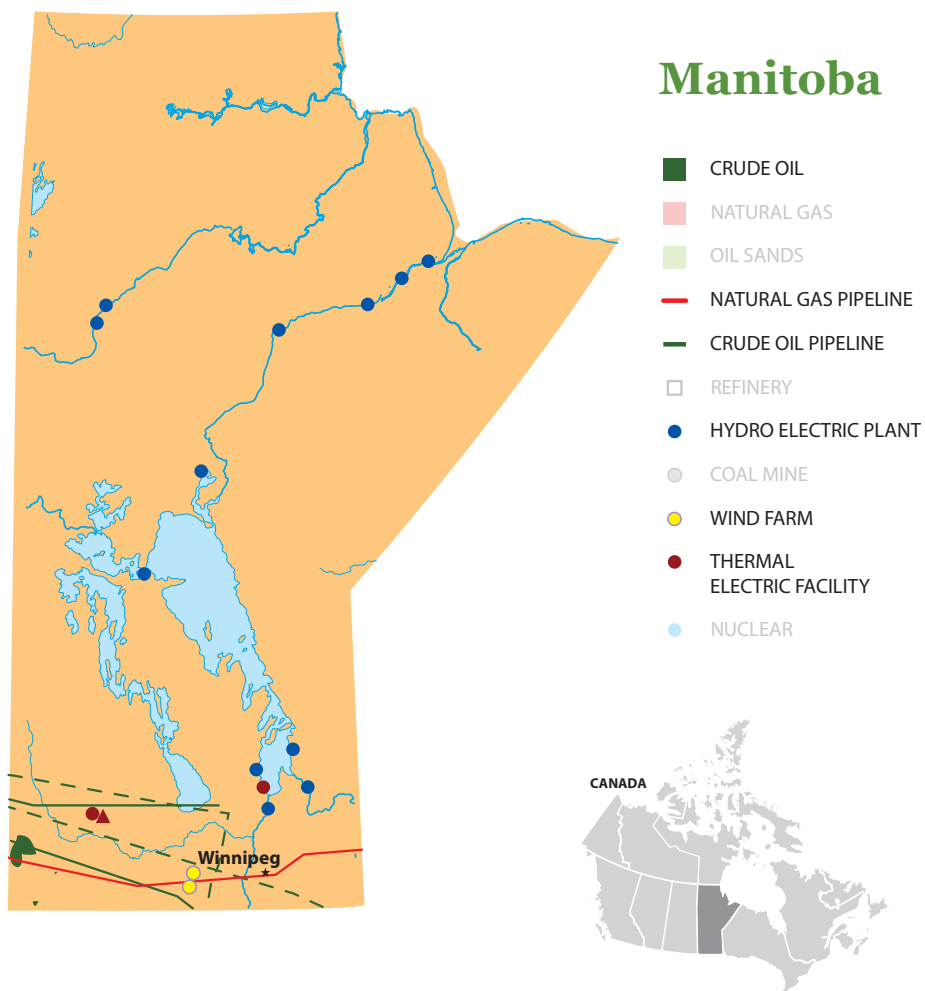 Manitoba
CRUDE OIL
NATURAL GAS
OIL SANDS
NATURAL GAS PIPELINE
CRUDE OIL PIPELINE
REFINERY
HYDRO ELECTRIC PLANT
COAL MINE
WIND FARM
THERMAL
ELECTRIC FACILITY
NUCLEAR
CANADA
Winnipeg